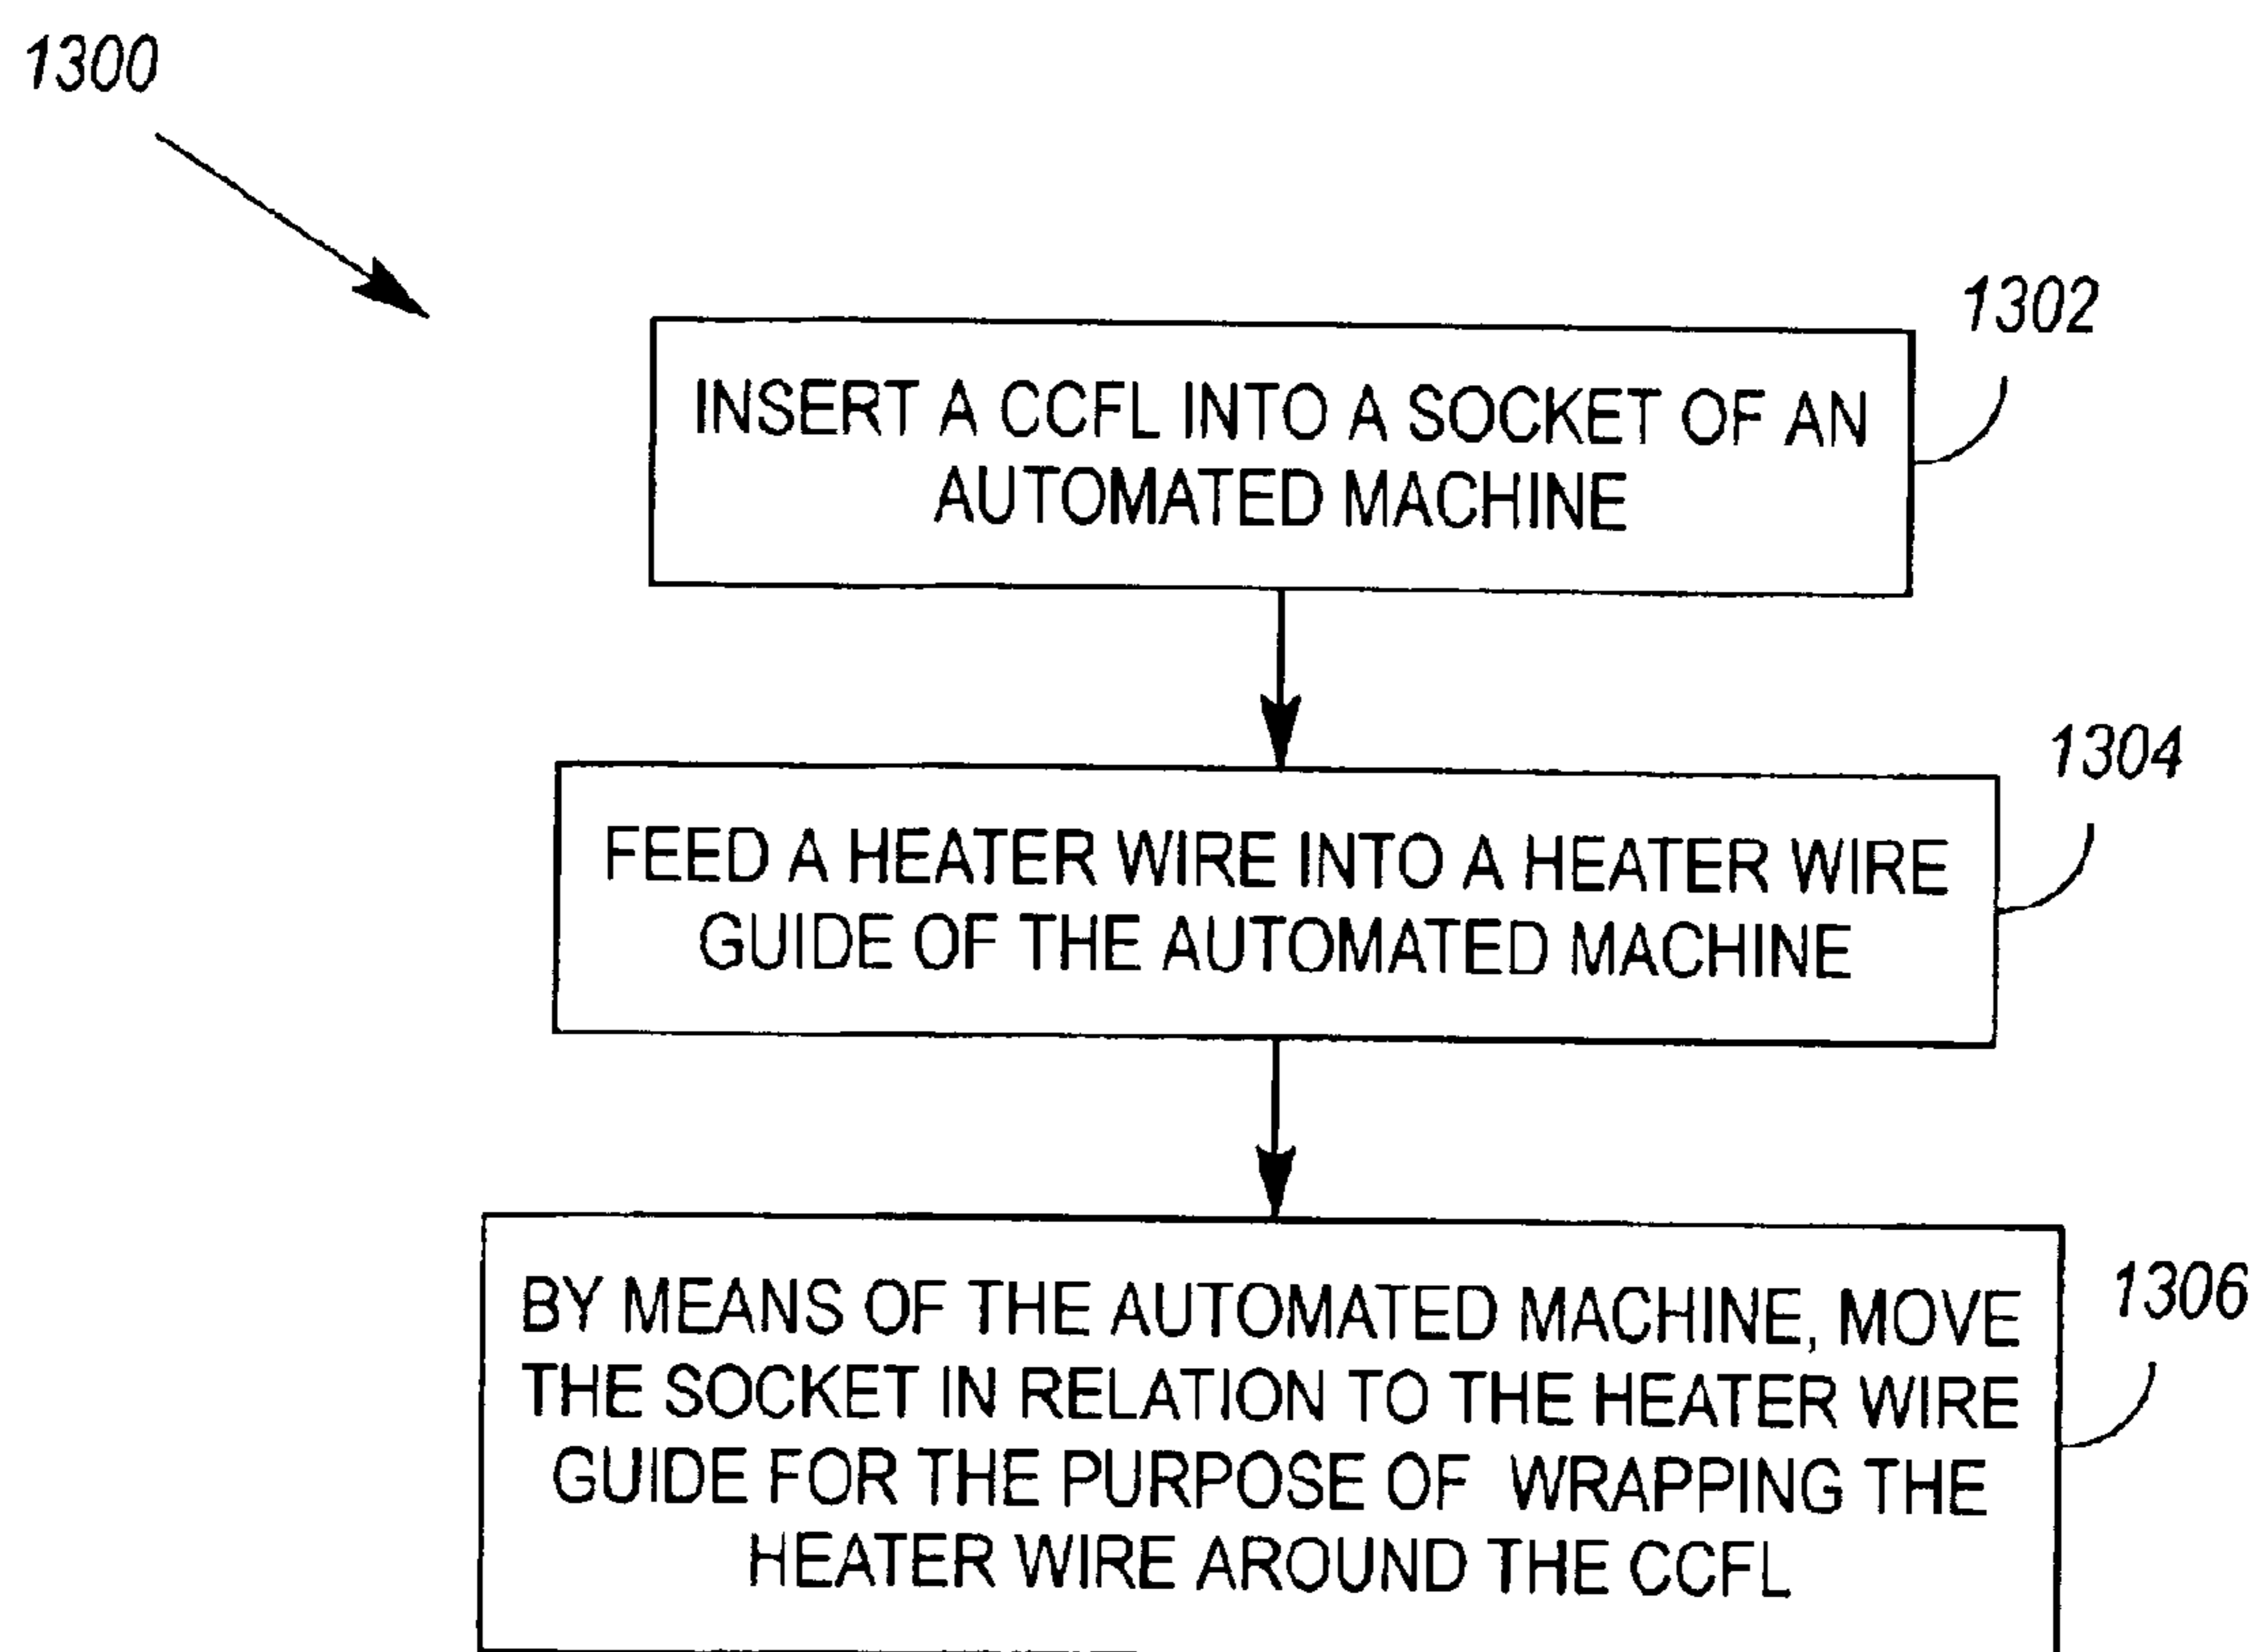 1300
1302
INSERT A CCFL INTO A SOCKET OF AN
AUTOMATED MACHINE
1304
FEED A HEATER WIRE INTO A HEATER WIRE
GUIDE OF THE AUTOMATED MACHINE
1306
BY MEANS OF THE AUTOMATED MACHINE, MOVE
THE SOCKET IN RELATION TO THE HEATER WIRE
GUIDE FOR THE PURPOSE OF WRAPPING THE
HEATER WIRE AROUND THE CCFL